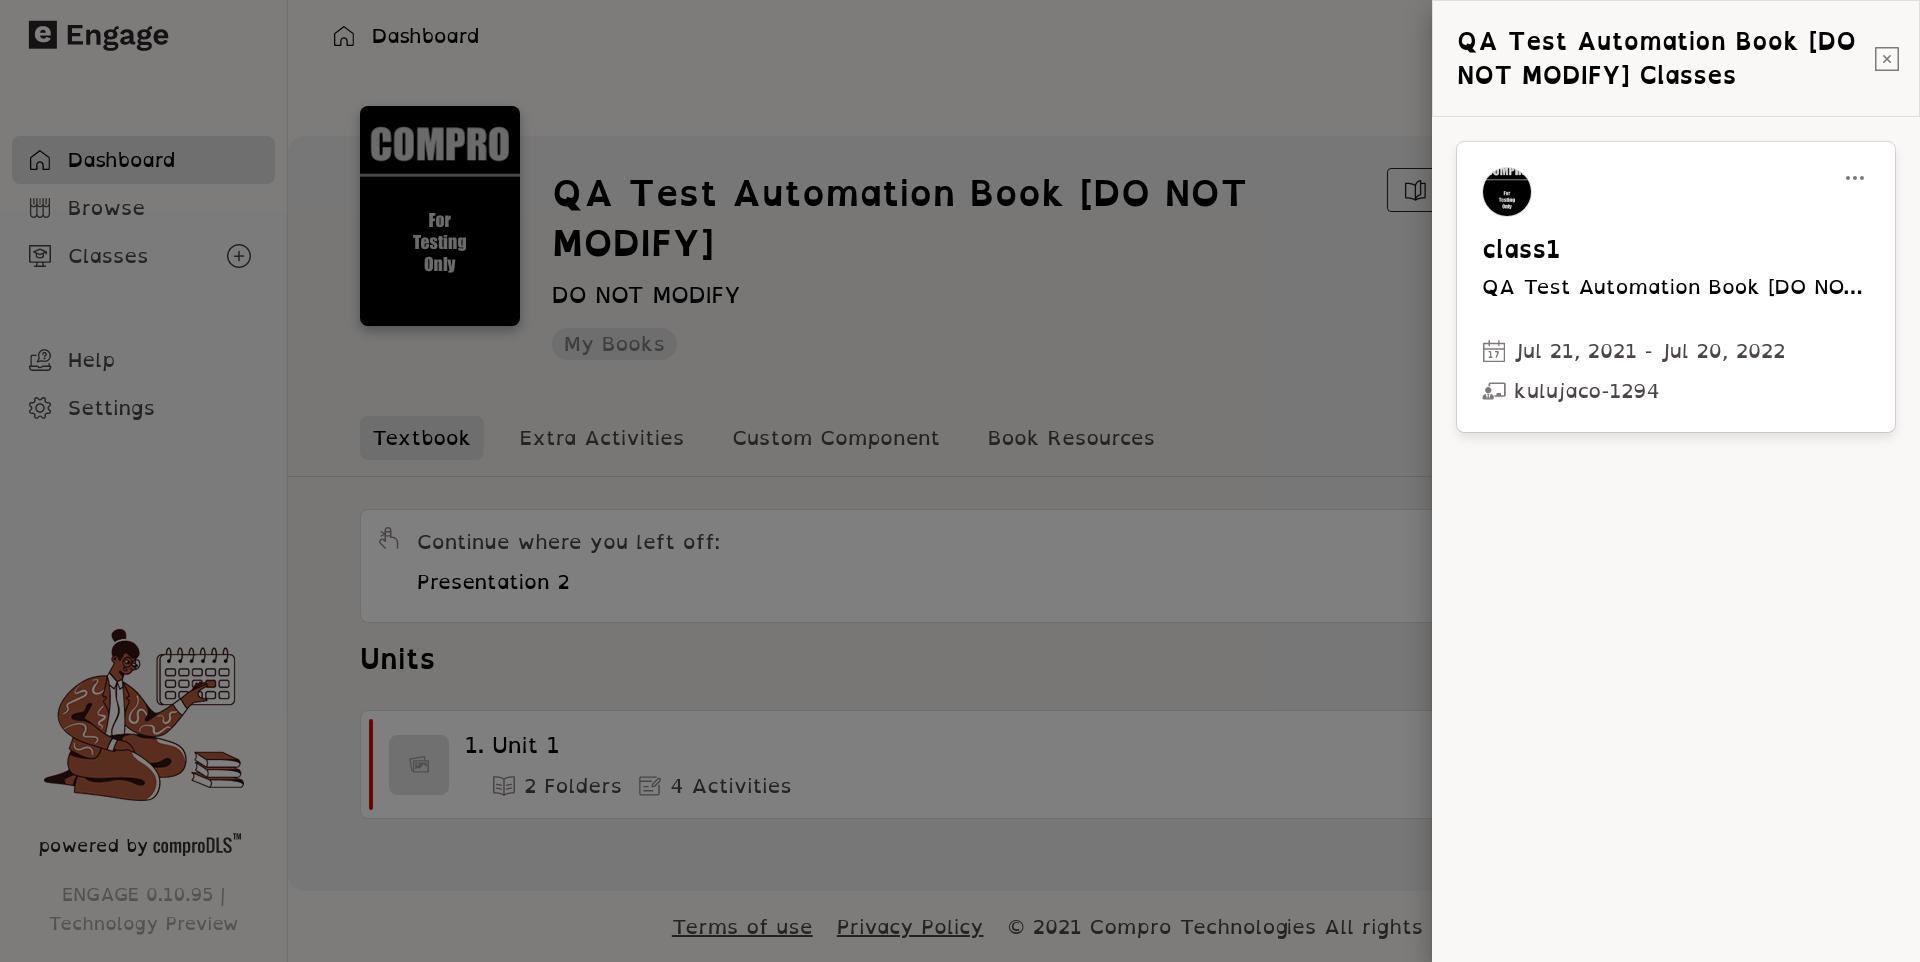 e Engage
Dashboard
Browse
Classes
Help
Settings
powered by comproDLS™
ENGAGE 0.10.95 |
Technology Preview
Dashboard
COMPRO
For
Testing
Only
QA Test Automation Book [DO NOT
MODIFY]
DO NOT MODIFY
My Books
Textbook
Extra Activities
Custom Component
Book Resources
Continue where you left off:
Presentation 2
Units
1. Unit 1
2 Folders
4 Activities
Terms of use
Privacy Policy
© 2021 Compro Technologies All rights
QA Test Automation Book [DO
NOT MODIFY] Classes
For
Testing
Only
class1
QA Test Automation Book [DO NO...
17
Jul 21, 2021 - Jul 20, 2022
kulujaco-1294